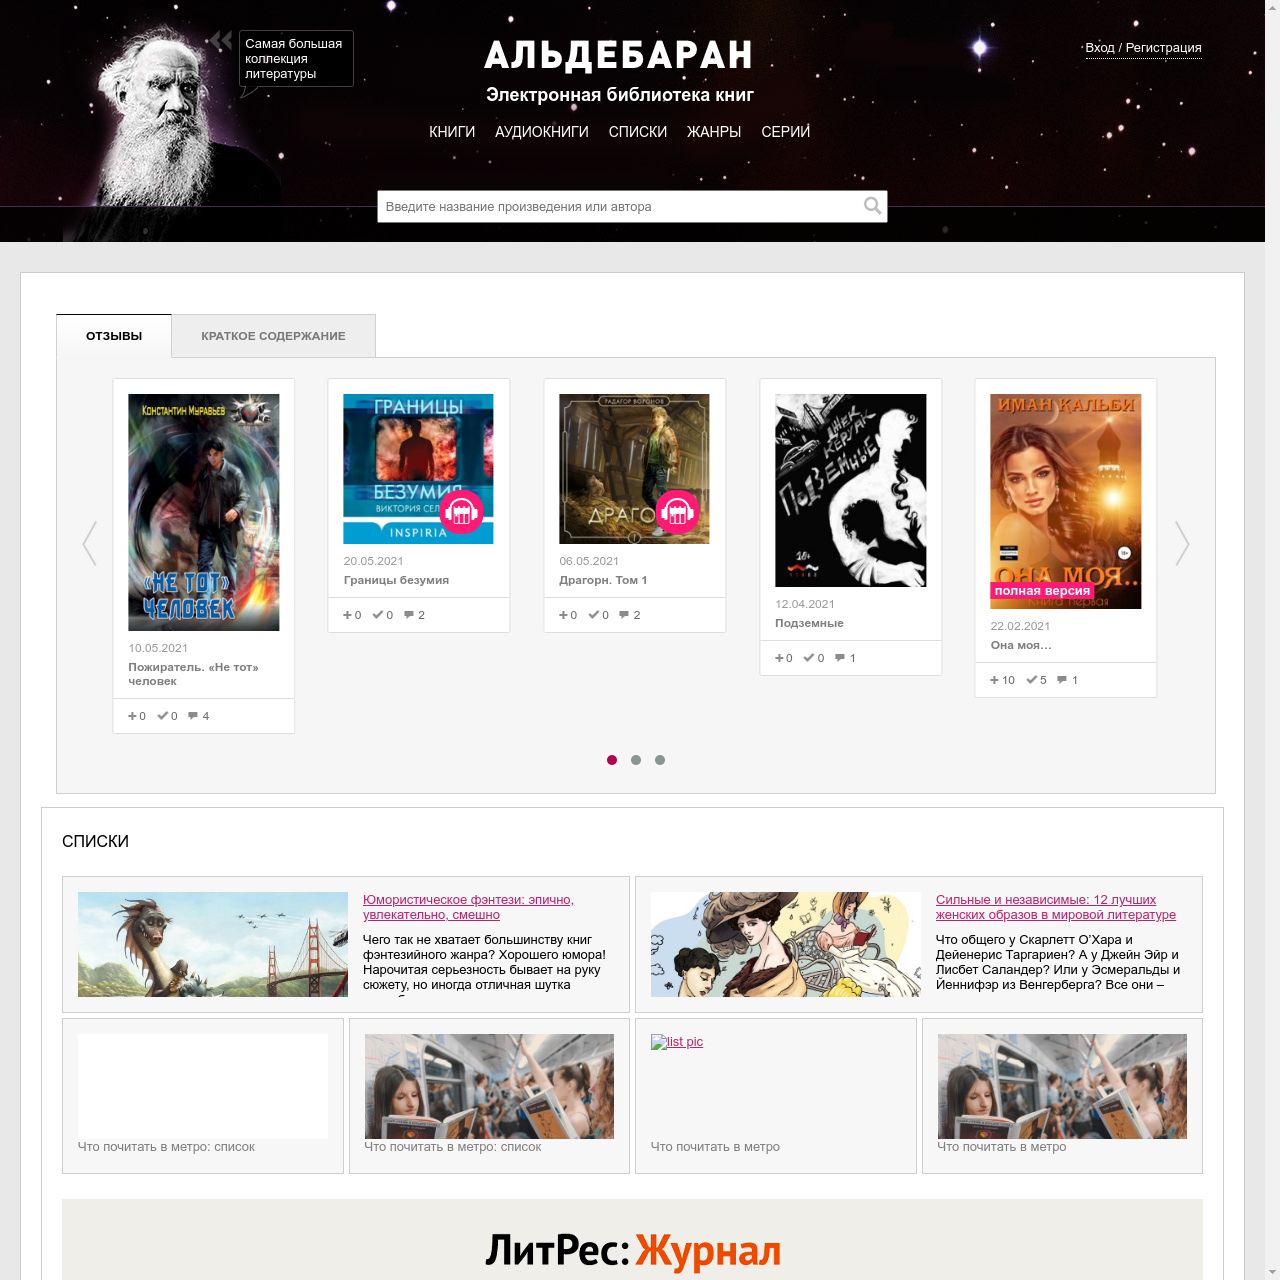 Самая большая
коллекция
литературы
АЛЬДЕБАРАН
Электронная библиотека книг
Вход / Регистрация
КНИГИ АУДИОКНИГИ СПИСКИ ЖАНРЫ СЕРИИ
Введите название произведения или автора
ОТЗЫВЫ КРАТКОЕ СОДЕРЖАНИЕ
Константин Муравьев
«НЕ ТОТ»
ЧЕЛОВЕК
10.05.2021
Пожиратель. «Не тот»
человек
0 0 4
ГРАНИЦЫ
БЕЗУМИЯ
INSPIRIA
20.05.2021
Границы безумия
0 0 2
РАДАГОР ВОРОНОВ
06.05.2021
Драгорн. Том 1
0 0 2
ДЖЕК
КЕРУАК
ПОДЗЕМНЫЕ
18+
12.04.2021
Подземные
0 0 1
ИМАН КАЛЬБИ
ОНА МОЯ...
полная версия
Книга первая
22.02.2021
Она моя…
10 5 1
СПИСКИ
Юмористическое фэнтези: эпично,
увлекательно, смешно
Чего так не хватает большинству книг
фэнтезийного жанра? Хорошего юмора!
Нарочитая серьезность бывает на руку
сюжету, но иногда отличная шутка
Сильные и независимые: 12 лучших
женских образов в мировой литературе
Что общего у Скарлетт О’Хара и
Дейенерис Таргариен? А у Джейн Эйр и
Лисбет Саландер? Или у Эсмеральды и
Йеннифэр из Венгерберга? Все они –
Что почитать в метро: список
Что почитать в метро: список
list pic
Что почитать в метро
Что почитать в метро
ЛитРес: Журнал